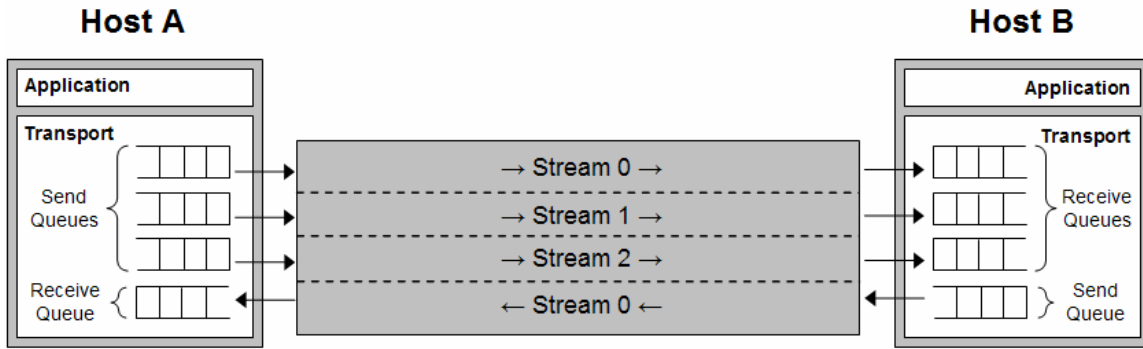 Host A
Host B
Application
Application
Transport
Transport
Send
Queues
→ Stream 0 →
→ Stream 1 →
→ Stream 2 →
← Stream 0 ←
Receive
Queues
Receive
Queue
Send
Queue